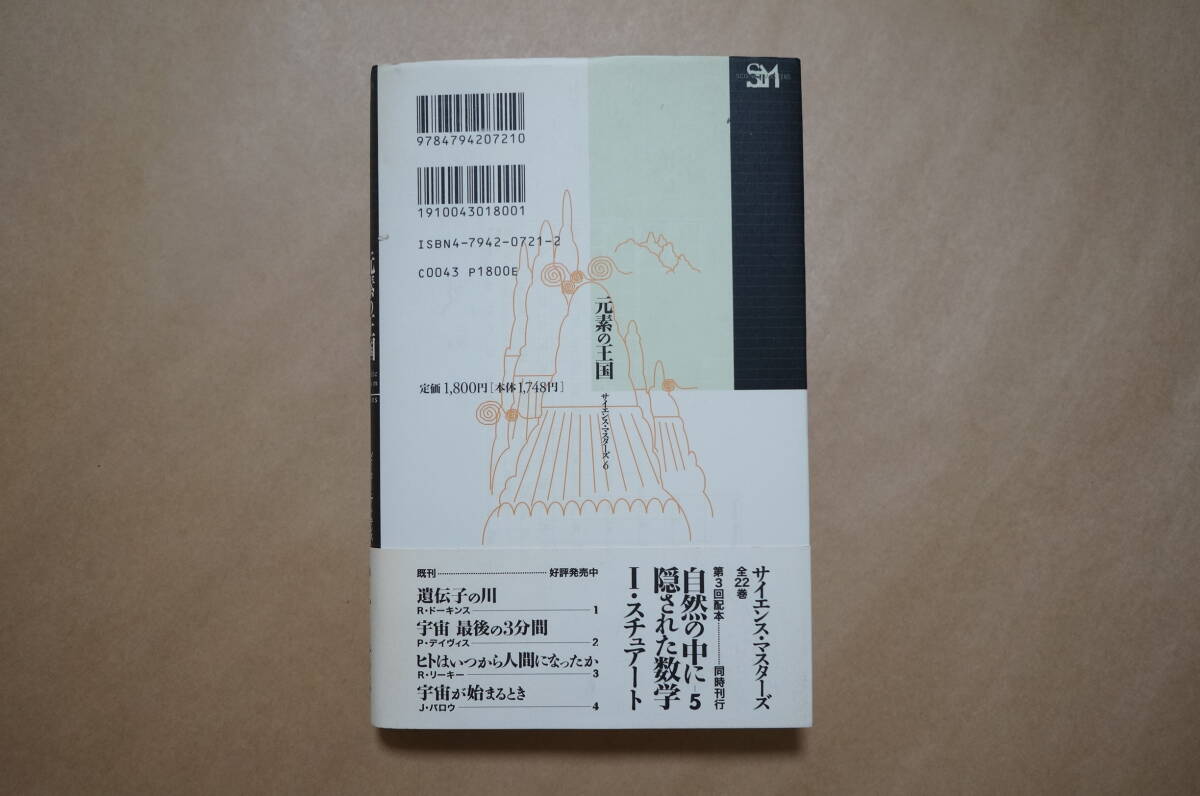 SM
9784794207210
1910043018001
ISBN4-7942-0721-2
C0043 P1800E
元素の王国
サイエンス・マスターズ/6
定価1,800円[本体1,748円]
元素の王国
サイエンス・マスターズ
全22巻
第3回配本…………同時刊行
自然の中に
隠された数学 5
I・スチュアート
既刊…………好評発売中
遺伝子の川
R・ドーキンス 1
宇宙 最後の3分間
P・デイヴィス 2
ヒトはいつから人間になったか
R・リーキー 3
宇宙が始まるとき
J・バロウ 4